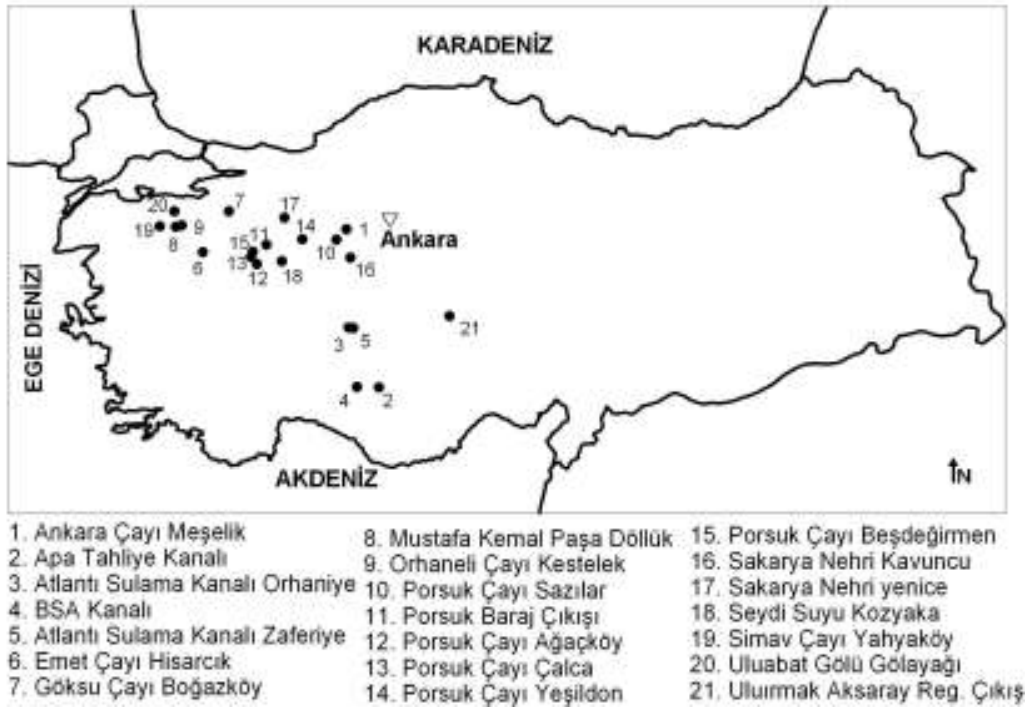 KARADENİZ
EGE DENİZİ
AKDENİZ
Ankara
N
20
7
17
19
8
9
11
14
1
15
10
6
13
12
18
16
3
5
21
4
2
1. Ankara Çayı Meşelik
2. Apa Tahliye Kanalı
3. Atlantı Sulama Kanalı Orhaniye
4. BSA Kanalı
5. Atlantı Sulama Kanalı Zaferiye
6. Emet Çayı Hisarcık
7. Göksu Çayı Boğazköy
8. Mustafa Kemal Paşa Döllük
9. Orhaneli Çayı Kestelek
10. Porsuk Çayı Sazılar
11. Porsuk Baraj Çıkışı
12. Porsuk Çayı Ağaçköy
13. Porsuk Çayı Çalca
14. Porsuk Çayı Yeşildon
15. Porsuk Çayı Beşdeğirmen
16. Sakarya Nehri Kavuncu
17. Sakarya Nehri yenice
18. Seydi Suyu Kozyaka
19. Simav Çayı Yahyaköy
20. Uluabat Gölü Gölayağı
21. Uluırmak Aksaray Reg. Çıkış